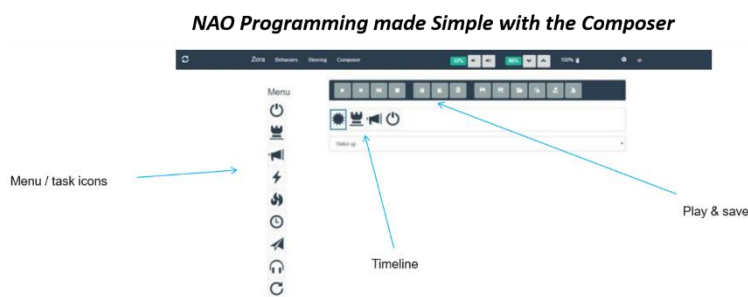 NAO Programming made Simple with the Composer
Zora Behaviors Steering Composer 100%
Menu
Wake up
Menu / task icons
Play & save
Timeline